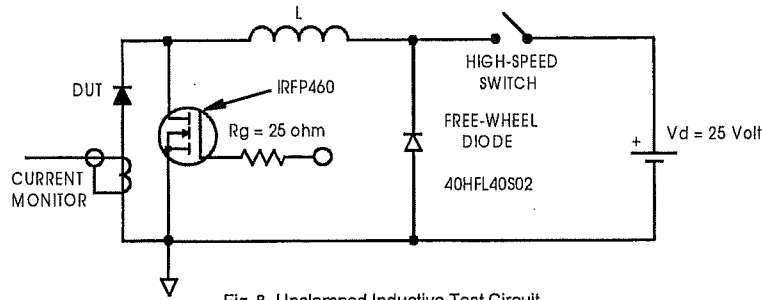 L
HIGH-SPEED
SWITCH
DUT
IRFP460
Rg = 25 ohm
FREE-WHEEL
DIODE
+
Vd = 25 Volt
CURRENT
MONITOR
40HFL40S02
Fig. 8 Unclamped Inductive Test Circuit